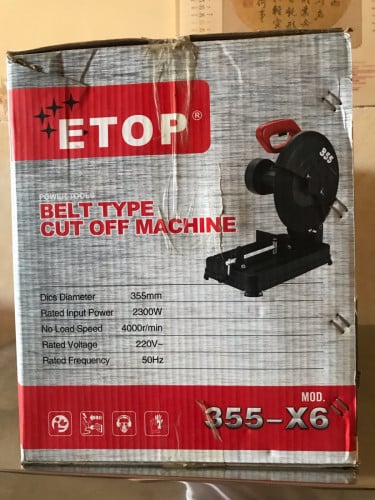 ETOP®
POWER TOOLS
BELT TYPE
CUT OFF MACHINE
355
Dics Diameter 355mm
Rated Input Power 2300W
No Load Speed 4000r/min
Rated Voltage 220V~
Rated Frequency 50Hz
MOD.
355-X6